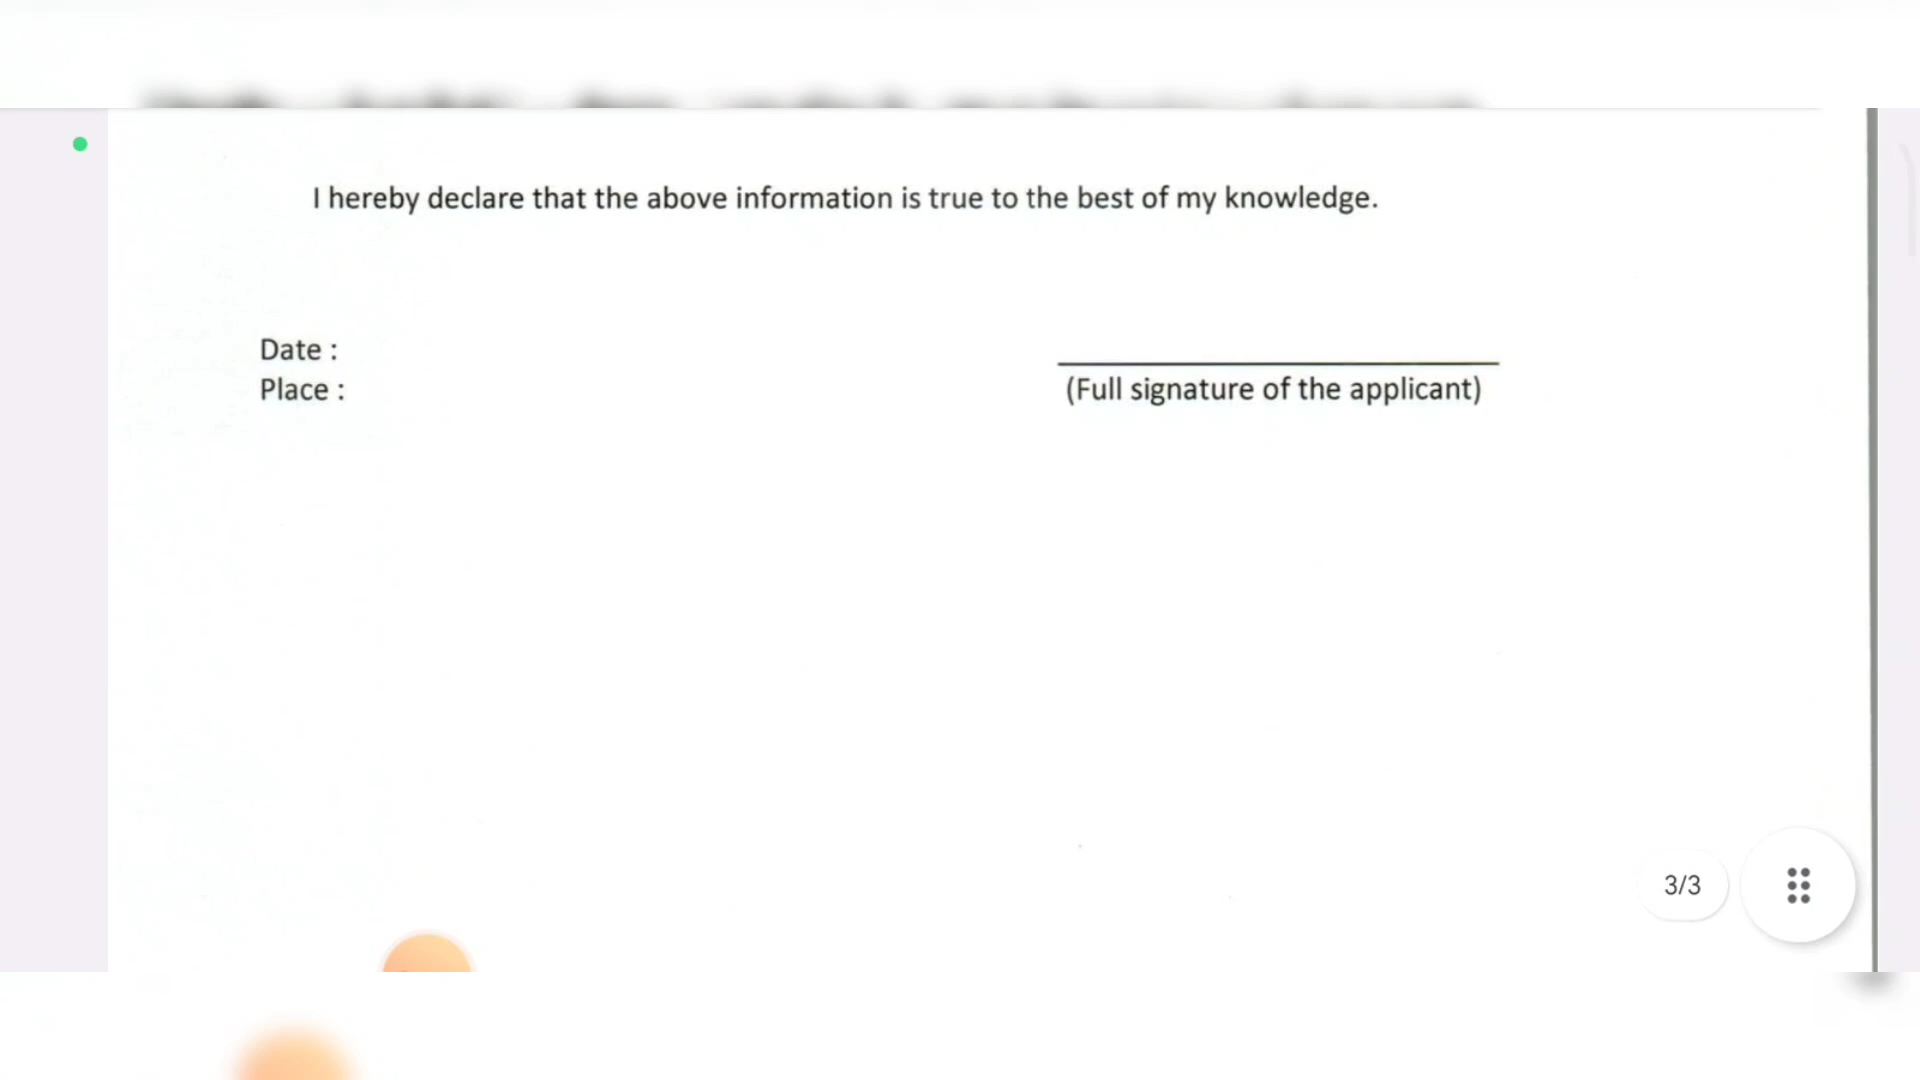 I hereby declare that the above information is true to the best of my knowledge.
Date :
Place :
(Full signature of the applicant)
3/3